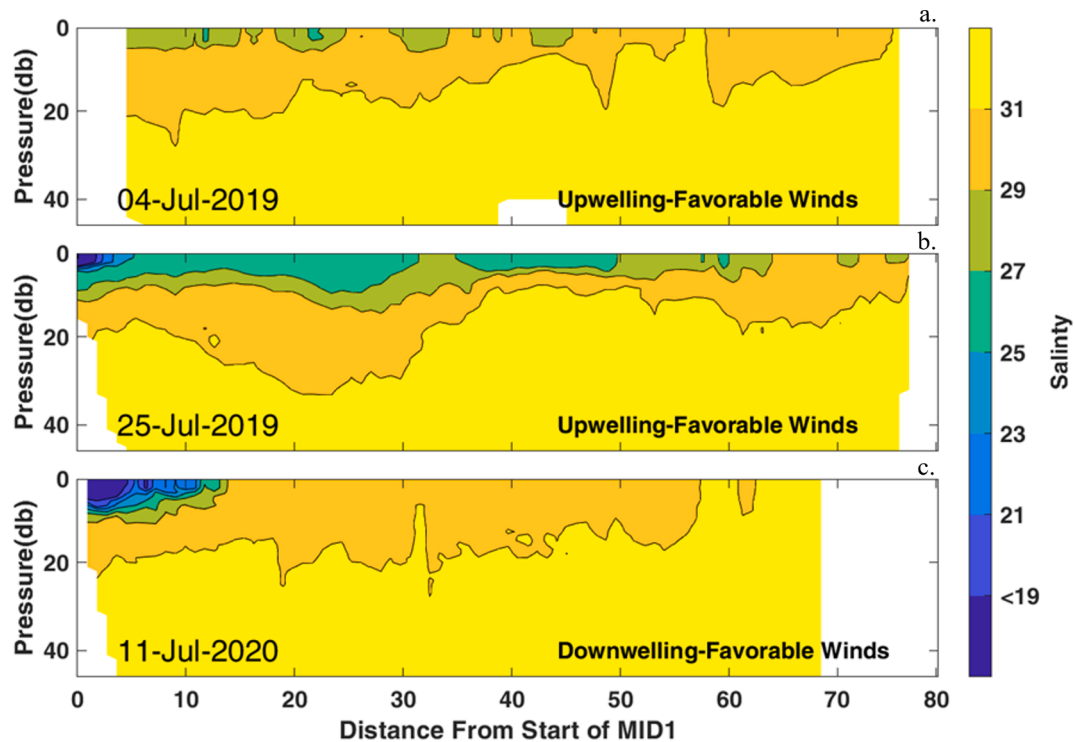 a.
0
20
40
Pressure(db)
04-Jul-2019
Upwelling-Favorable Winds
b.
0
20
40
Pressure(db)
25-Jul-2019
Upwelling-Favorable Winds
c.
0
20
40
Pressure(db)
11-Jul-2020
Downwelling-Favorable Winds
0 10 20 30 40 50 60 70 80
Distance From Start of MID1
31
29
27
25
23
21
<19
Salinty